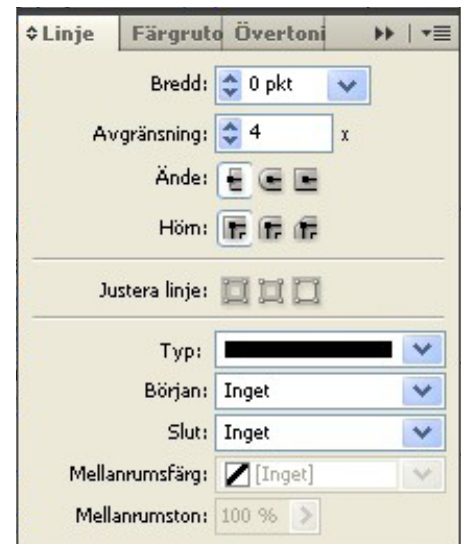 Linje Färgruto Övertoni
Bredd: 0 pkt
Avgränsning: 4 x
Ände:
Hörn:
Justera linje:
Typ:
Början: Inget
Slut: Inget
Mellanrumsfärg: [Inget]
Mellanrumston: 100 %